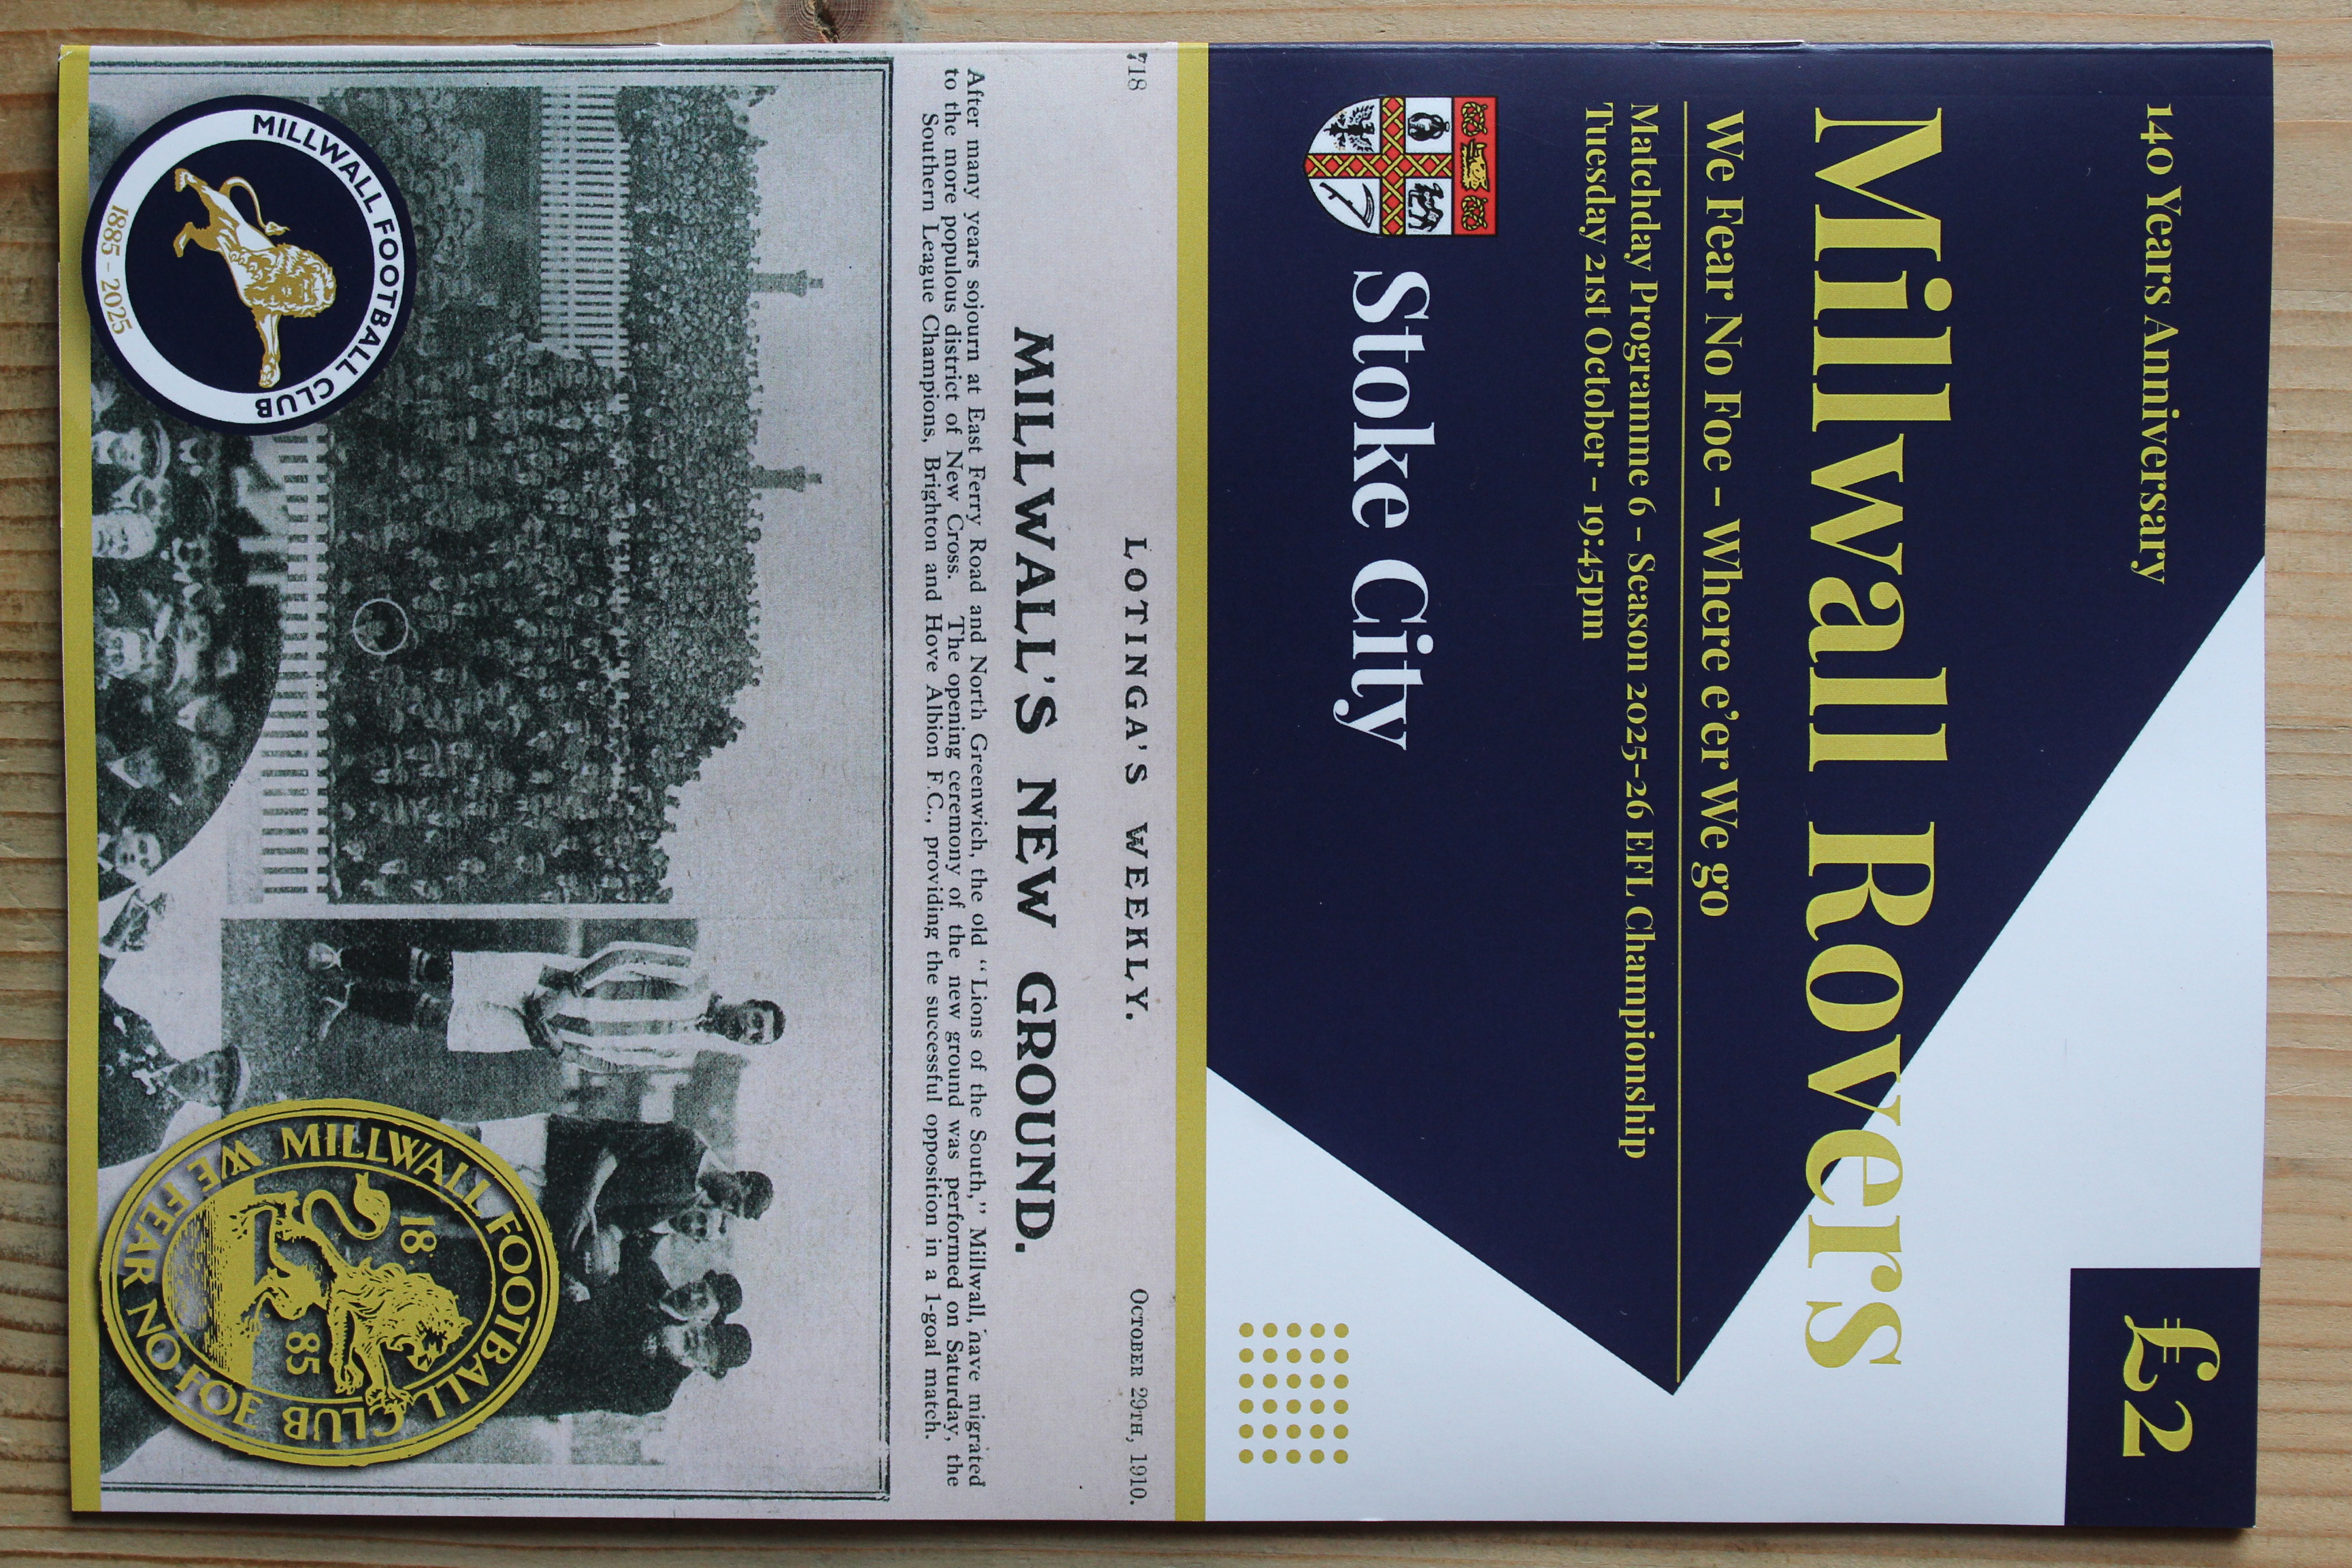 140 Years Anniversary
£2
Millwall Rovers
We Fear No Foe – Where e'er We go
Matchday Programme 6 - Season 2025-26 EFL Championship
Tuesday 21st October – 19:45pm
Stoke City
718
LOTINGA'S WEEKLY.
OCTOBER 29TH, 1910.
MILLWALL'S NEW GROUND.
After many years sojourn at East Ferry Road and North Greenwich, the old "Lions of the South," Millwall, have migrated
to the more populous district of New Cross. The opening ceremony of the new ground was performed on Saturday, the
Southern League Champions, Brighton and Hove Albion F.C., providing the successful opposition in a 1-goal match.
MILLWALL FOOTBALL CLUB
1885 - 2025
MILLWALL FOOTBALL CLUB
WE FEAR NO FOE
18 85